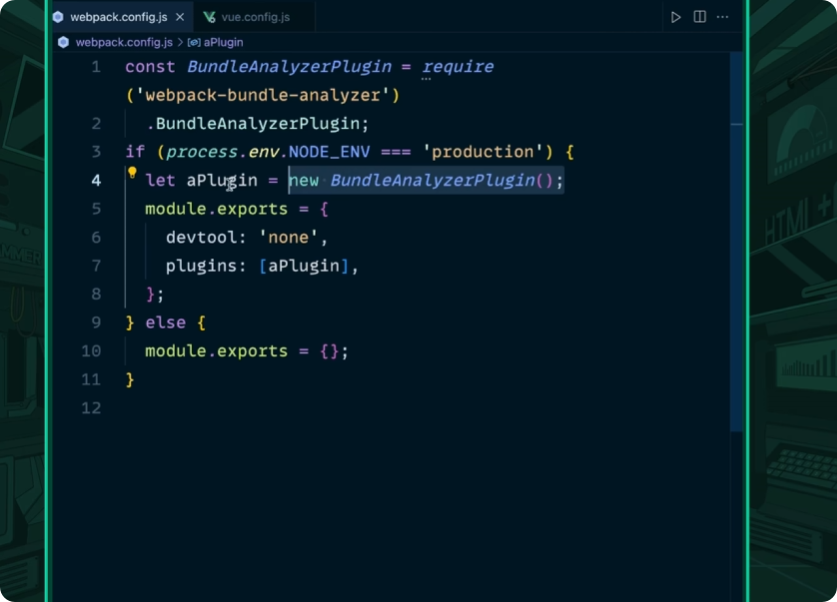 webpack.config.js
vue.config.js
webpack.config.js > aPlugin
1 const BundleAnalyzerPlugin = require
('webpack-bundle-analyzer')
2 .BundleAnalyzerPlugin;
3 if (process.env.NODE_ENV === 'production') {
4 let aPlugin = new BundleAnalyzerPlugin();
5 module.exports = {
6 devtool: 'none',
7 plugins: [aPlugin],
8 };
9 } else {
10 module.exports = {};
11 }
12
HTMl +